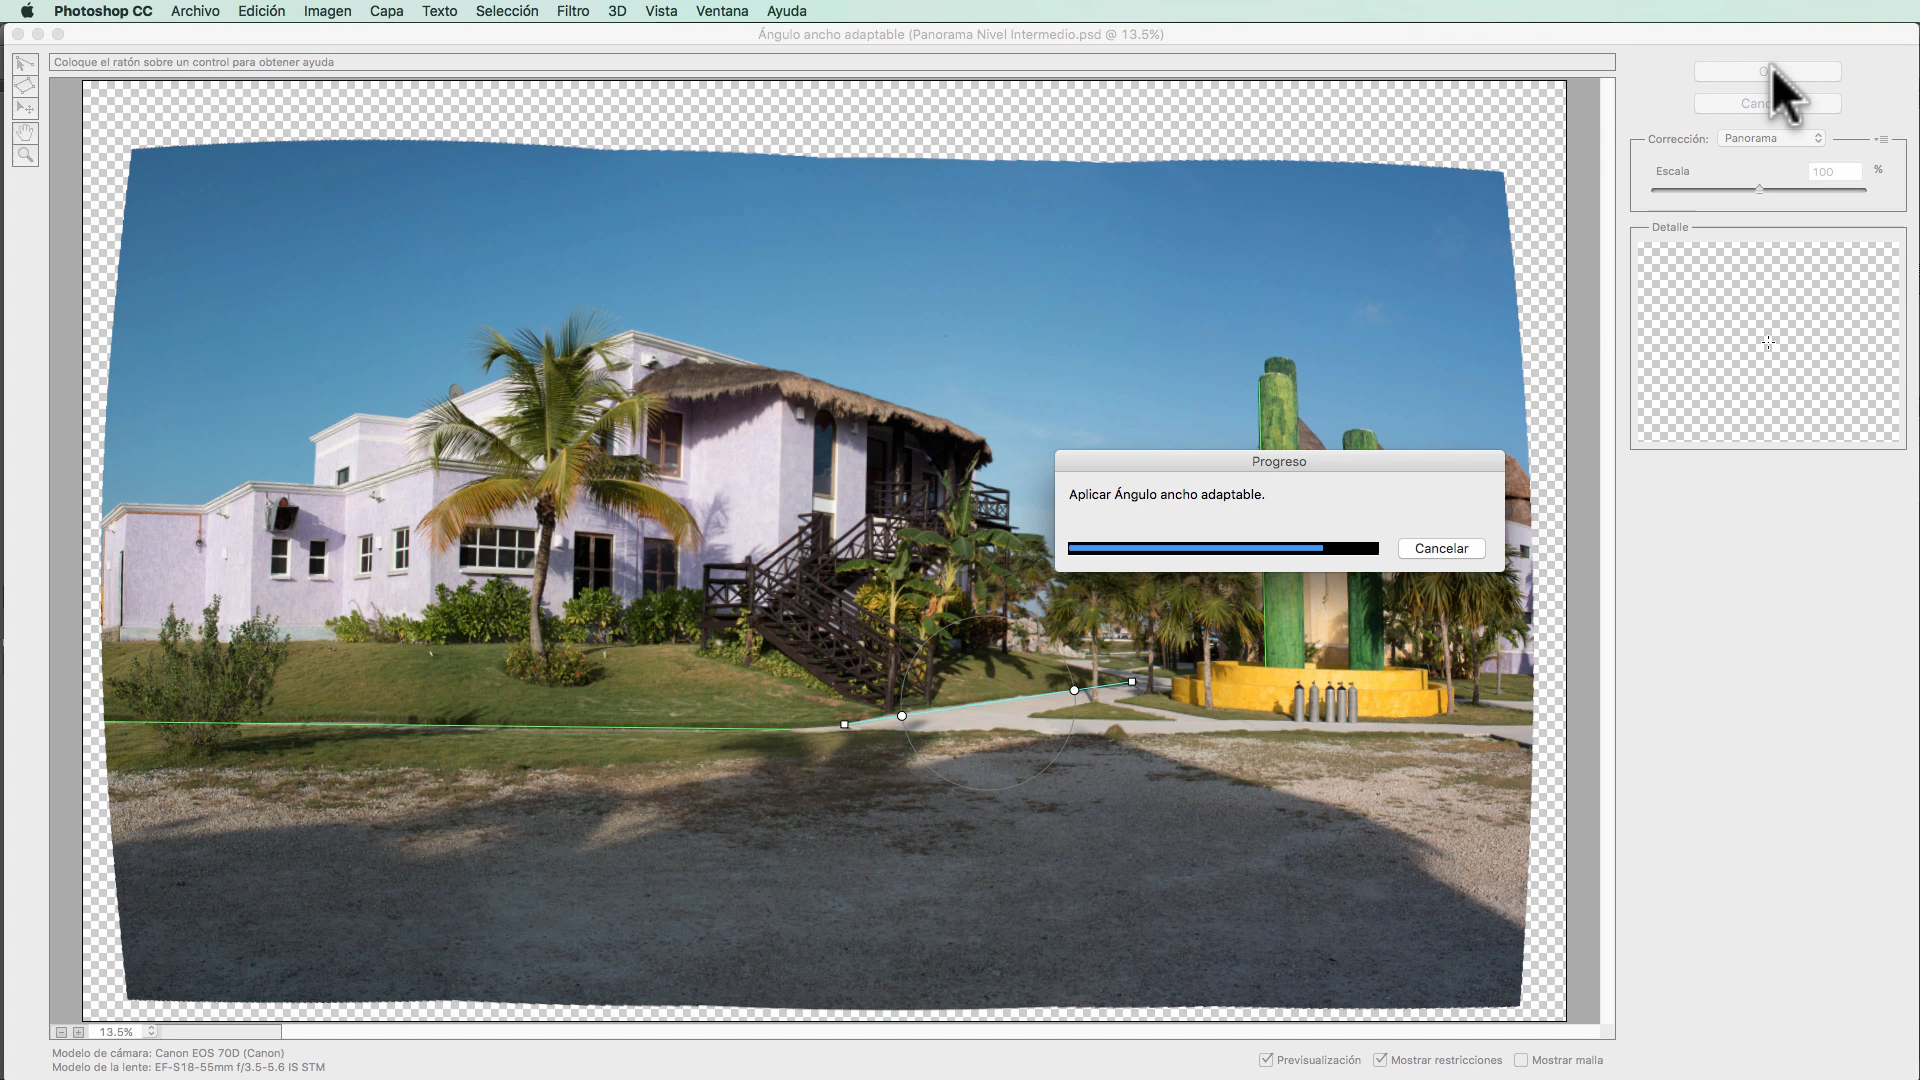 Photoshop CC Archivo Edición Imagen Capa Texto Selección Filtro 3D Vista Ventana Ayuda
Ángulo ancho adaptable (Panorama Nivel Intermedio.psd @ 13.5%)
Coloque el ratón sobre un control para obtener ayuda
Corrección: Panorama
Escala 100 %
Detalle
Progreso
Aplicar Ángulo ancho adaptable.
Cancelar
13.5%
Modelo de cámara: Canon EOS 70D (Canon)
Modelo de la lente: EF-S18-55mm f/3.5-5.6 IS STM
Previsualización Mostrar restricciones Mostrar malla